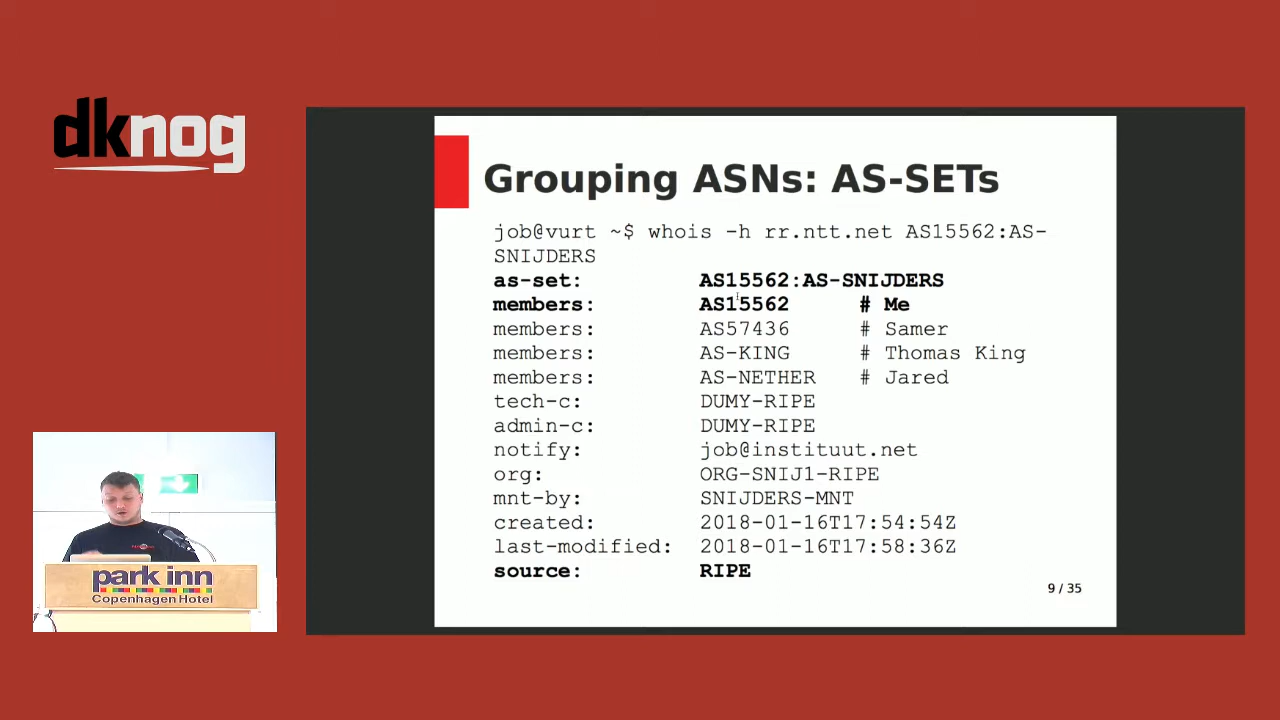 dknog
Grouping ASNs: AS-SETs
job@vurt ~$ whois -h rr.ntt.net AS15562:AS-
SNIJDERS
as-set: AS15562:AS-SNIJDERS
members: AS15562 # Me
members: AS57436 # Samer
members: AS-KING # Thomas King
members: AS-NETHER # Jared
tech-c: DUMY-RIPE
admin-c: DUMY-RIPE
notify: job@instituut.net
org: ORG-SNIJ1-RIPE
mnt-by: SNIJDERS-MNT
created: 2018-01-16T17:54:54Z
last-modified: 2018-01-16T17:58:36Z
source: RIPE
9 / 35
park inn
Copenhagen Hotel